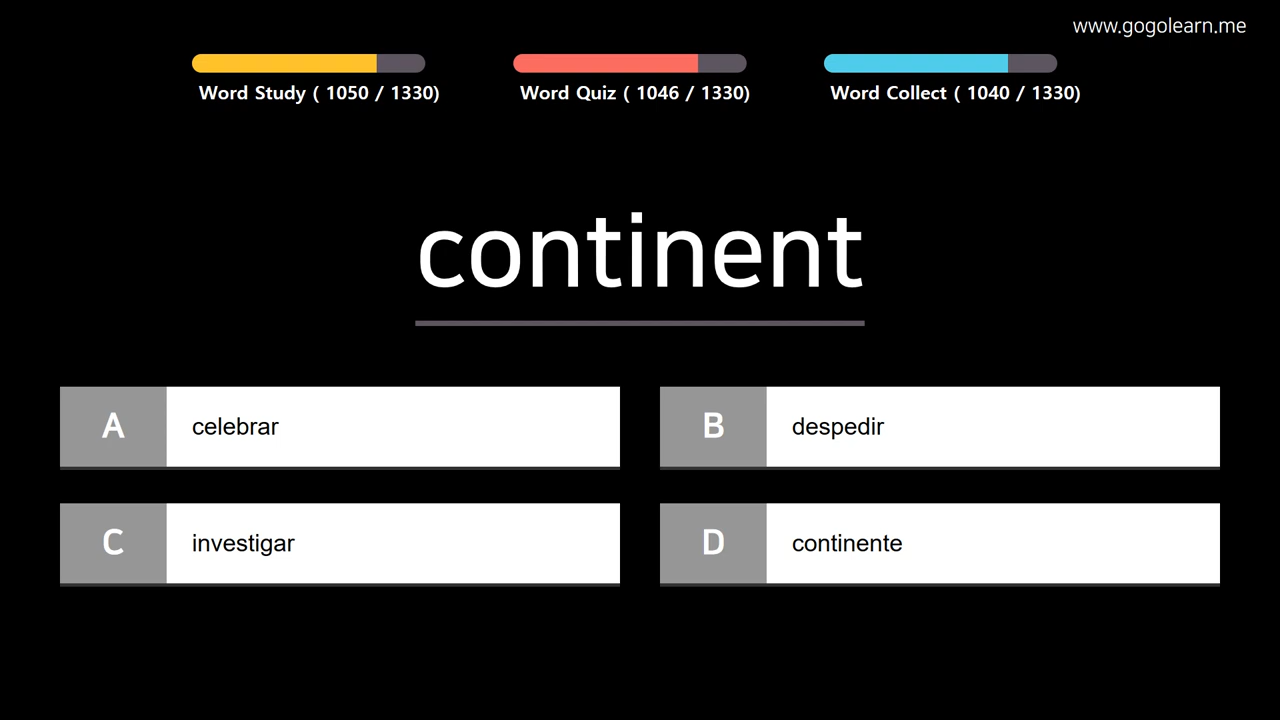 www.gogolearn.me
Word Study ( 1050 / 1330)
Word Quiz ( 1046 / 1330)
Word Collect ( 1040 / 1330)
continent
A celebrar
B despedir
C investigar
D continente